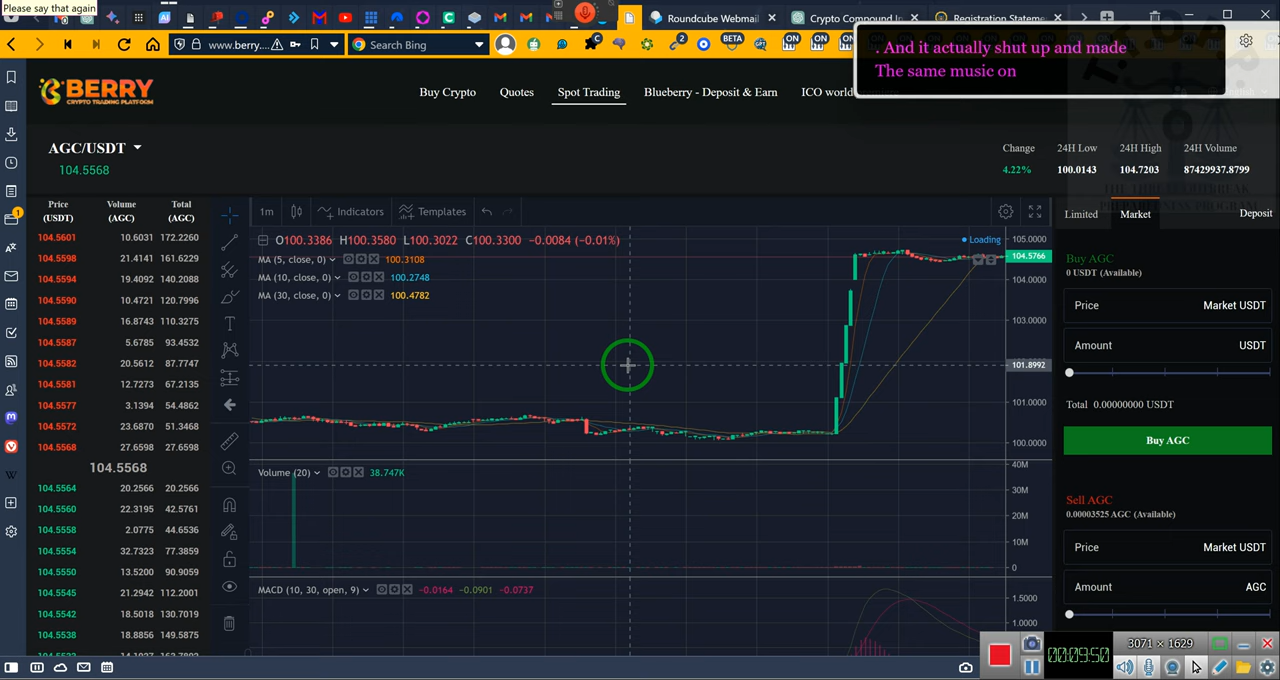 Please say that again
Roundcube Webmail
Crypto Compound In
Registration Stateme
www.berry....
Search Bing
BETA
ON
ON
ON
. And it actually shut up and made
The same music on
BERRY
CRYPTO TRADING PLATFORM
Buy Crypto
Quotes
Spot Trading
Blueberry - Deposit & Earn
ICO world
AGC/USDT
104.5568
Change
24H Low
24H High
24H Volume
4.22%
100.0143
104.7203
87429937.8799
Price
Volume
Total
(USDT)
(AGC)
(AGC)
104.5601 10.6031 172.2260
104.5598 21.4141 161.6229
104.5594 19.4092 140.2088
104.5590 10.4721 120.7996
104.5589 16.8743 110.3275
104.5587 5.6785 93.4532
104.5582 20.5612 87.7747
104.5581 12.7273 67.2135
104.5577 3.1394 54.4862
104.5572 23.6870 51.3468
104.5568 27.6598 27.6598
104.5568
104.5564 20.2566 20.2566
104.5560 22.3195 42.5761
104.5558 2.0775 44.6536
104.5554 32.7323 77.3859
104.5550 13.5200 90.9059
104.5545 21.2942 112.2001
104.5542 18.5018 130.7019
104.5538 18.8856 149.5875
1m
Indicators
Templates
O100.3386 H100.3580 L100.3022 C100.3300 -0.0084 (-0.01%)
Loading
MA (5, close, 0) 100.3108
MA (10, close, 0) 100.2748
MA (30, close, 0) 100.4782
105.0000
104.5766
104.0000
103.0000
101.8992
101.0000
100.0000
Volume (20) 38.747K
40M
30M
20M
10M
0
MACD (10, 30, open, 9) -0.0164 -0.0901 -0.0737
1.5000
1.0000
Limited
Market
Deposit
Buy AGC
0 USDT (Available)
Price
Market USDT
Amount
USDT
Total 0.00000000 USDT
Buy AGC
Sell AGC
0.00003525 AGC (Available)
Price
Market USDT
Amount
AGC
00:09:50
3071 × 1629